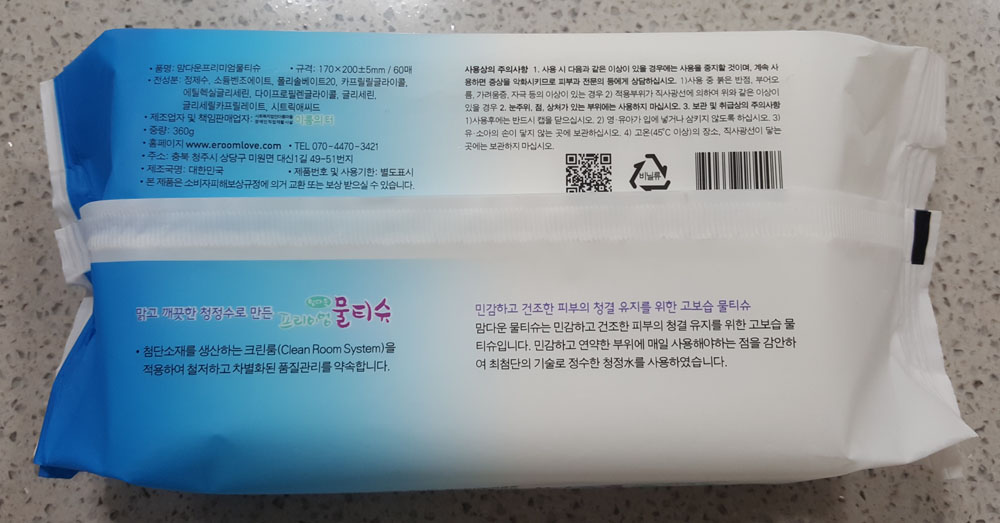 • 품명: 맘다운프리미엄물티슈 • 규격: 170×200±5mm / 60매
• 전성분: 정제수, 소듐벤조에이트, 폴리솔베이트20, 카프릴릴글라이콜,
에틸헥실글리세린, 다이프로필렌글라이콜, 글리세린,
글리세릴카프릴레이트, 시트릭애씨드
• 제조업자 및 책임판매업자:
• 중량: 360g
• 홈페이지 www.eroomlove.com • TEL 070-4470-3421
• 주소: 충북 청주시 상당구 미원면 대신1길 49-51번지
• 제조국명: 대한민국 • 제품번호 및 사용기한: 별도표시
• 본 제품은 소비자피해보상규정에 의거 교환 또는 보상 받으실 수 있습니다.
사용상의 주의사항 1. 사용 시 다음과 같은 이상이 있을 경우에는 사용을 중지할 것이며, 계속 사
용하면 증상을 악화시키므로 피부과 전문의 등에게 상담하십시오. 1)사용 중 붉은 반점, 부어오
름, 가려움증, 자극 등의 이상이 있는 경우 2) 적용부위가 직사광선에 의하여 위와 같은 이상이
있을 경우 2. 눈주위, 점, 상처가 있는 부위에는 사용하지 마십시오. 3. 보관 및 취급상의 주의사항
1)사용후에는 반드시 캡을 닫으십시오. 2) 영·유아가 입에 넣거나 삼키지 않도록 하십시오. 3)
유·소아의 손이 닿지 않는 곳에 보관하십시오. 4) 고온(45˚C 이상)의 장소, 직사광선이 닿는
곳에는 보관하지 마십시오.
비닐류
맑고 깨끗한 청정수로 만든 맘다운 프리미엄 물티슈
• 첨단소재를 생산하는 크린룸(Clean Room System)을
적용하여 철저하고 차별화된 품질관리를 약속합니다.
민감하고 건조한 피부의 청결 유지를 위한 고보습 물티슈
맘다운 물티슈는 민감하고 건조한 피부의 청결 유지를 위한 고보습 물
티슈입니다. 민감하고 연약한 부위에 매일 사용해야하는 점을 감안하
여 최첨단의 기술로 정수한 청정水를 사용하였습니다.